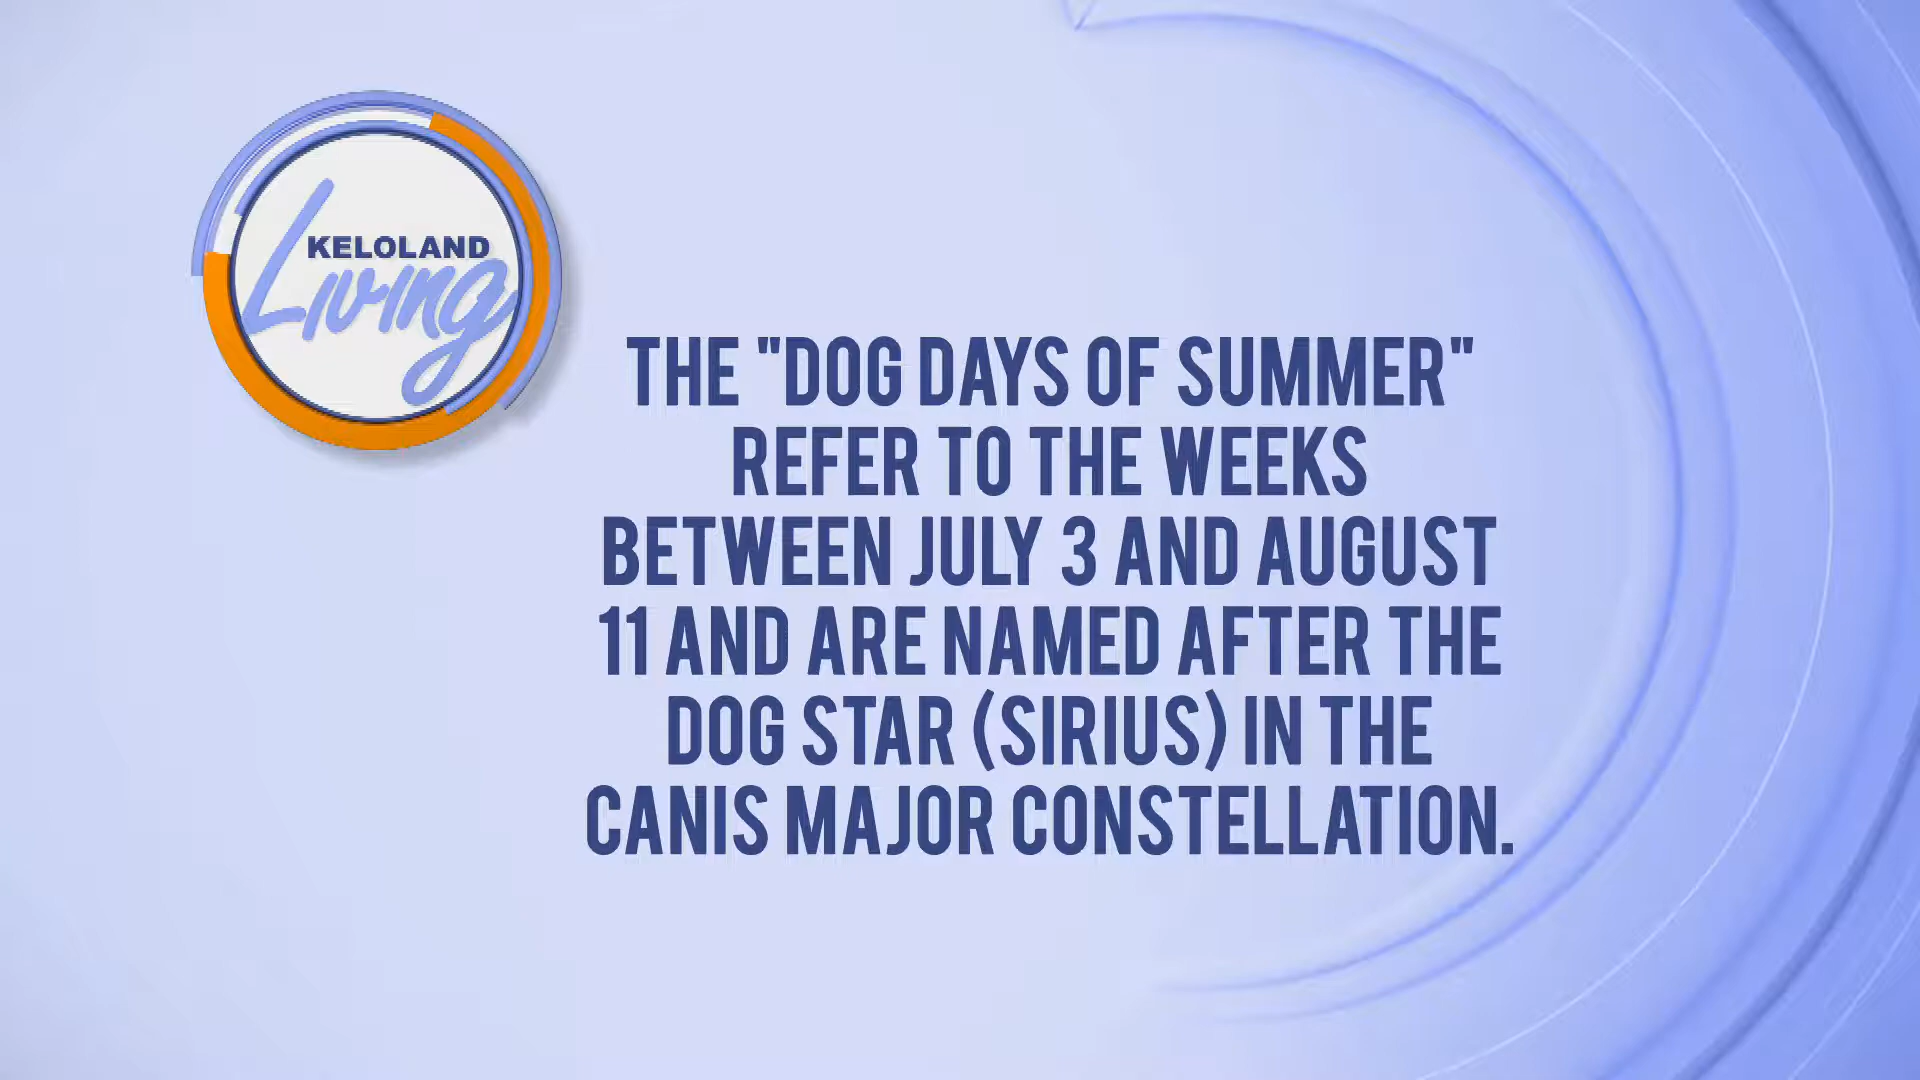 KELOLAND
Living
THE "DOG DAYS OF SUMMER"
REFER TO THE WEEKS
BETWEEN JULY 3 AND AUGUST
11 AND ARE NAMED AFTER THE
DOG STAR (SIRIUS) IN THE
CANIS MAJOR CONSTELLATION.